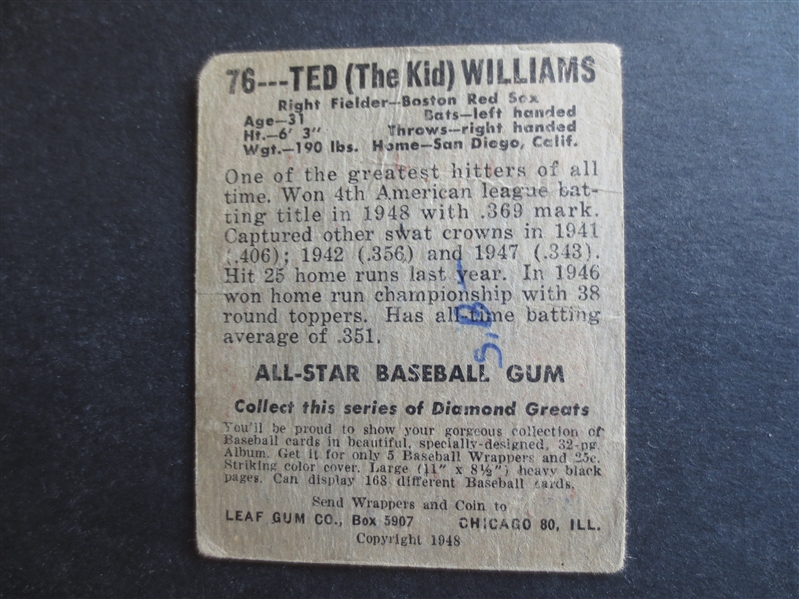 76---TED (The Kid) WILLIAMS
Right Fielder—Boston Red Sox
Age—31 Bats—left handed
Ht.—6' 3" Throws—right handed
Wgt.—190 lbs. Home—San Diego, Calif.
One of the greatest hitters of all
time. Won 4th American league bat-
ting title in 1948 with .369 mark.
Captured other swat crowns in 1941
(.406); 1942 (.356) and 1947 (.343).
Hit 25 home runs last year. In 1946
won home run championship with 38
round toppers. Has all-time batting
average of .351.
S.B-
ALL-STAR BASEBALL GUM
Collect this series of Diamond Greats
You'll be proud to show your gorgeous collection of
Baseball cards in beautiful, specially-designed, 32-pg.
Album. Get it for only 5 Baseball Wrappers and 25c.
Striking color cover. Large (11" x 8½") heavy black
pages. Can display 168 different Baseball cards.
Send Wrappers and Coin to
LEAF GUM CO., Box 5907 CHICAGO 80, ILL.
Copyright 1948